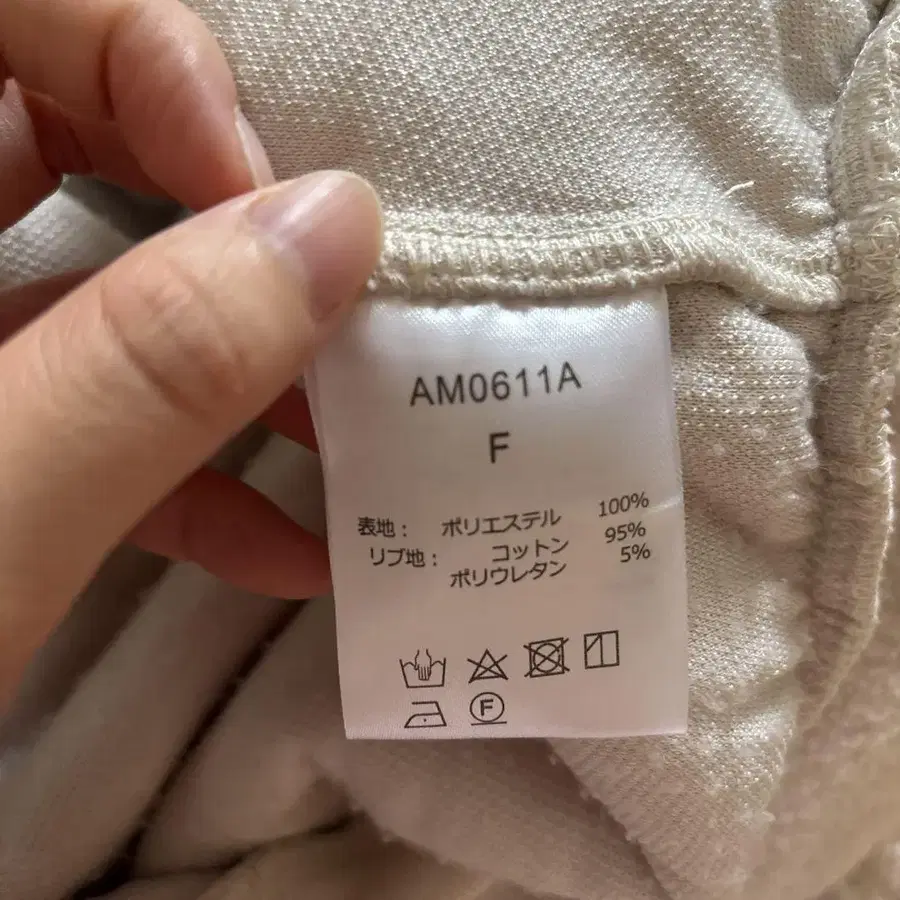 AM0611A
F
表地： ポリエステル 100%
リブ地： コットン 95%
ポリウレタン 5%
F